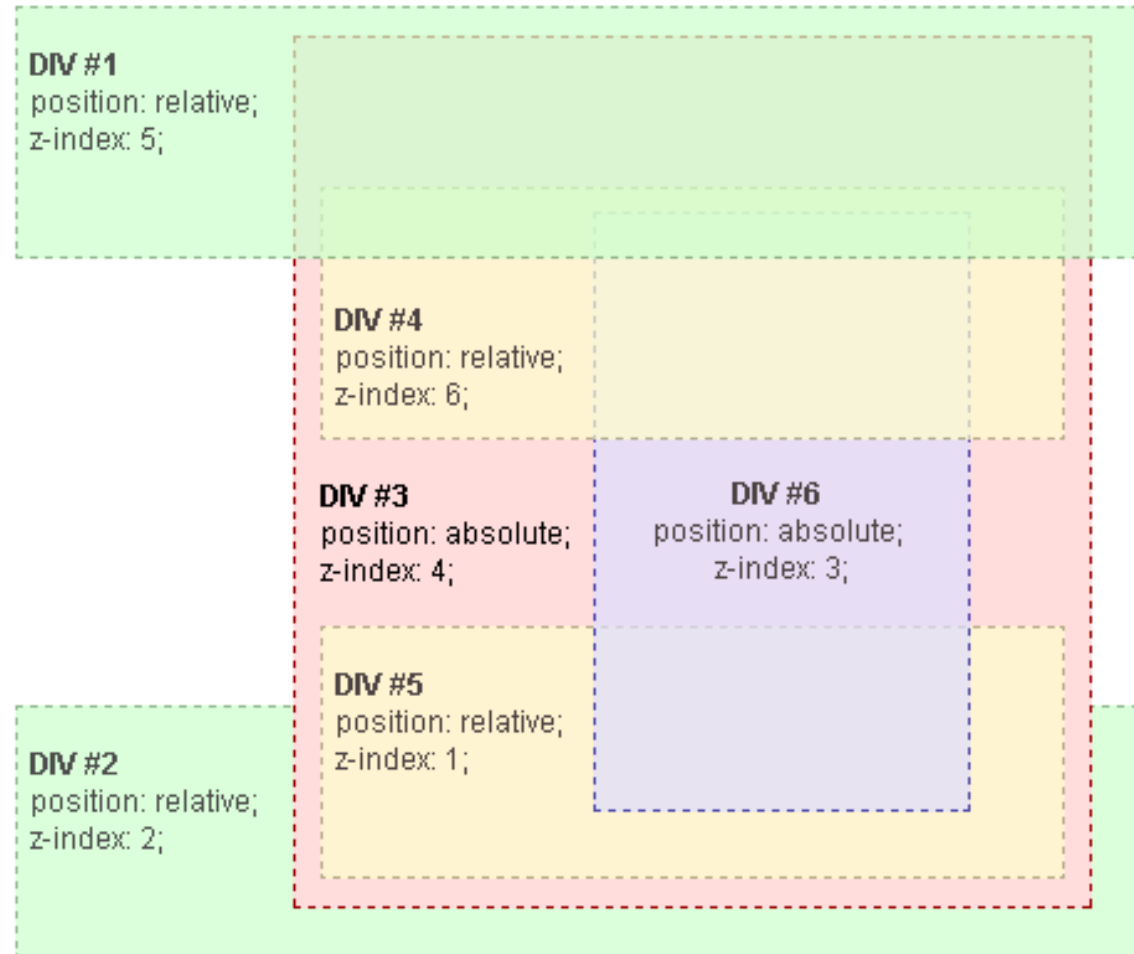 DIV #1
position: relative;
z-index: 5;
DIV #4
position: relative;
z-index: 6;
DIV #3
position: absolute;
z-index: 4;
DIV #6
position: absolute;
z-index: 3;
DIV #5
position: relative;
z-index: 1;
DIV #2
position: relative;
z-index: 2;